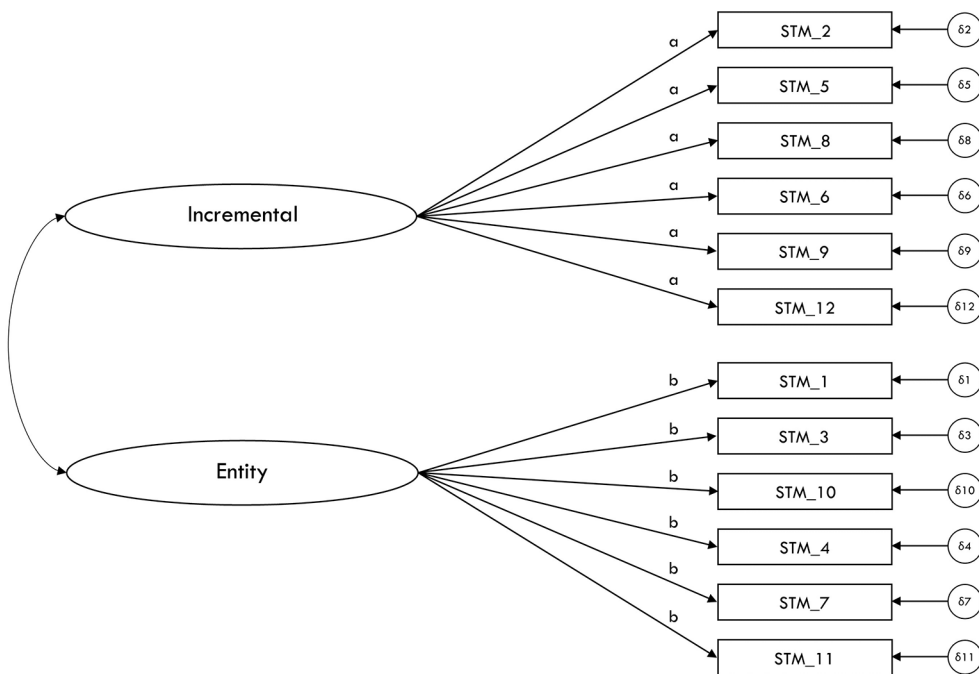 a
STM_2
δ2
a
STM_5
δ5
a
STM_8
δ8
Incremental
a
STM_6
δ6
a
STM_9
δ9
a
STM_12
δ12
b
STM_1
δ1
b
STM_3
δ3
Entity
b
STM_10
δ10
b
STM_4
δ4
b
STM_7
δ7
b
STM_11
δ11